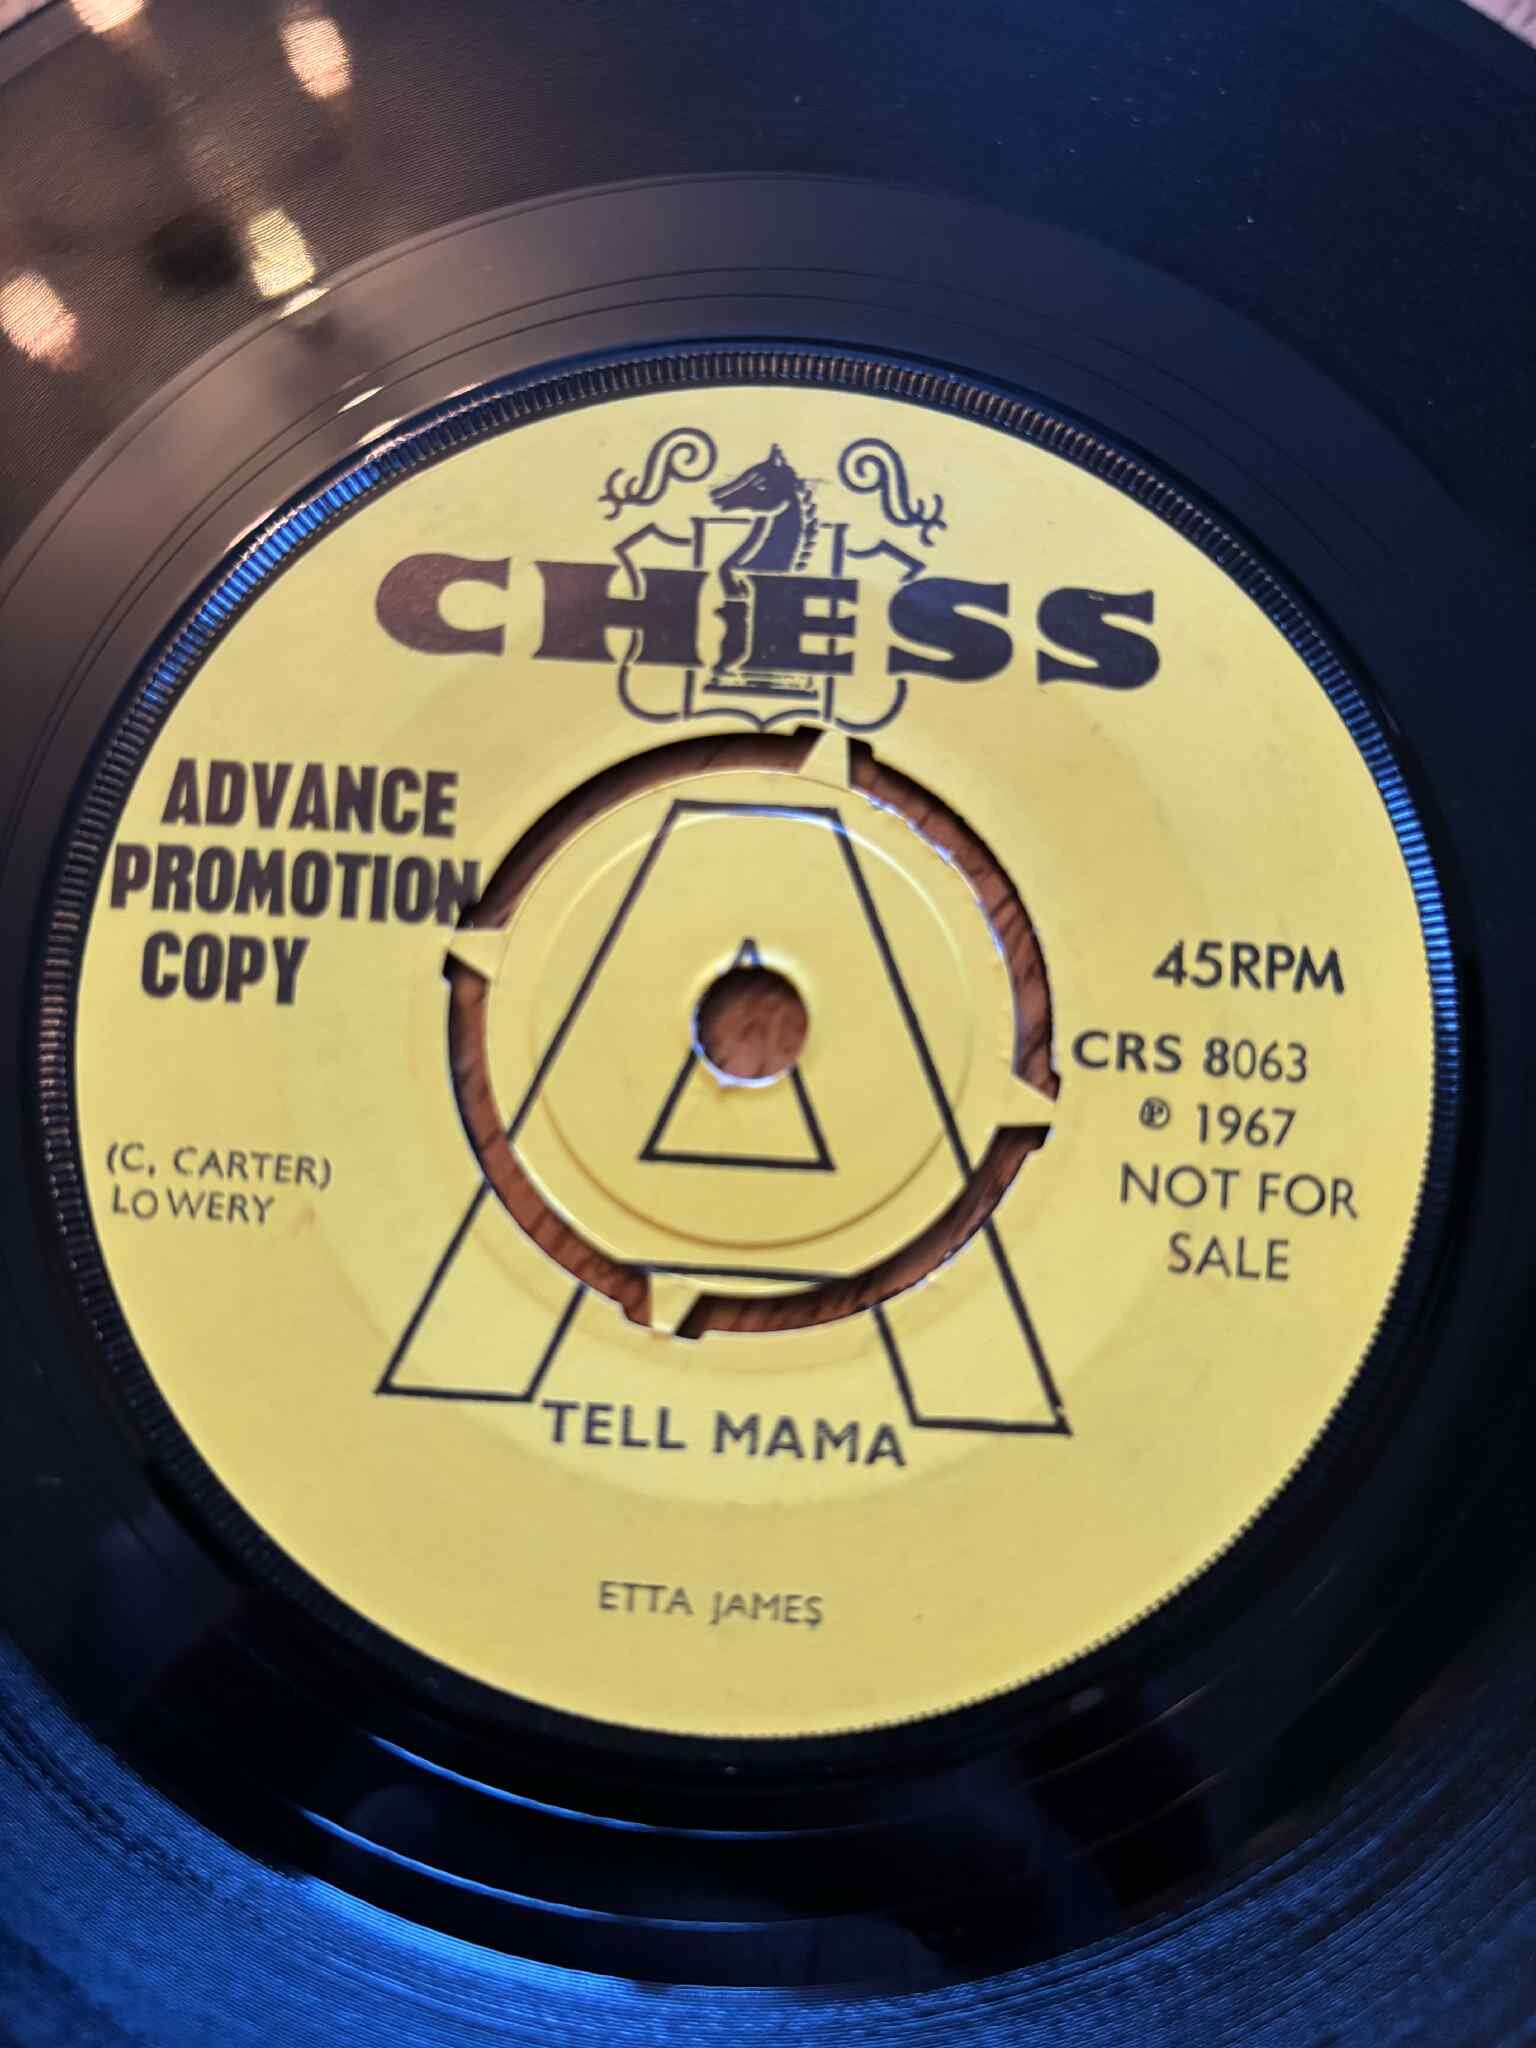 CHESS
ADVANCE
PROMOTION
COPY
A
45RPM
CRS 8063
℗ 1967
NOT FOR
SALE
(C. CARTER)
LOWERY
TELL MAMA
ETTA JAMES